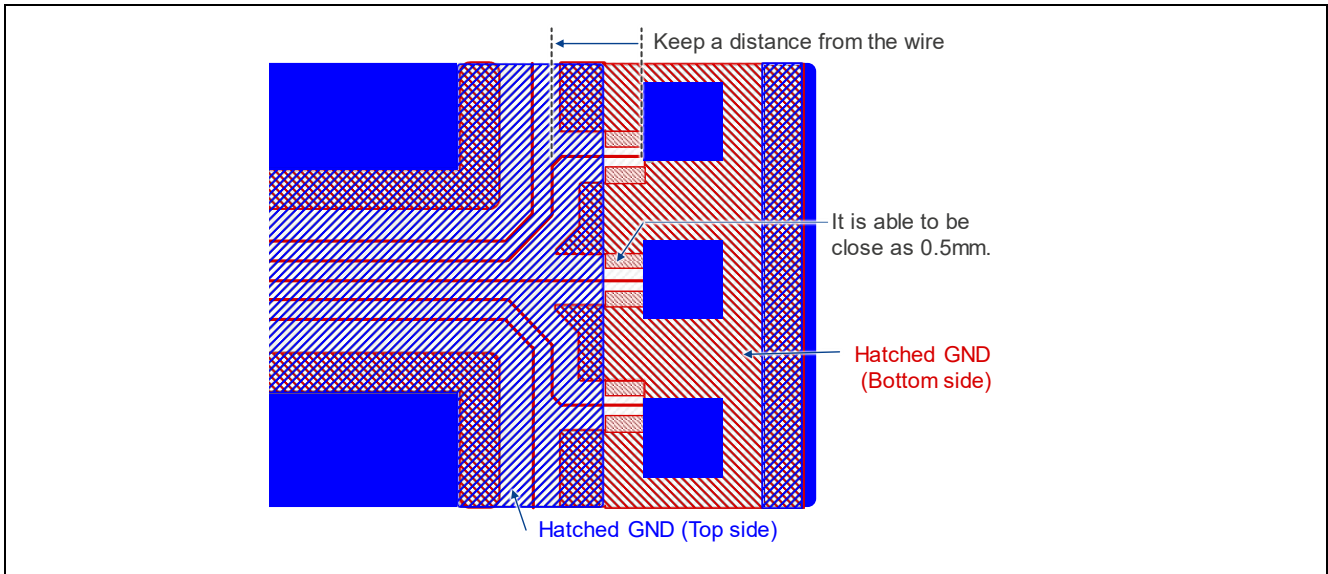 Keep a distance from the wire
It is able to be
close as 0.5mm.
Hatched GND
(Bottom side)
Hatched GND (Top side)